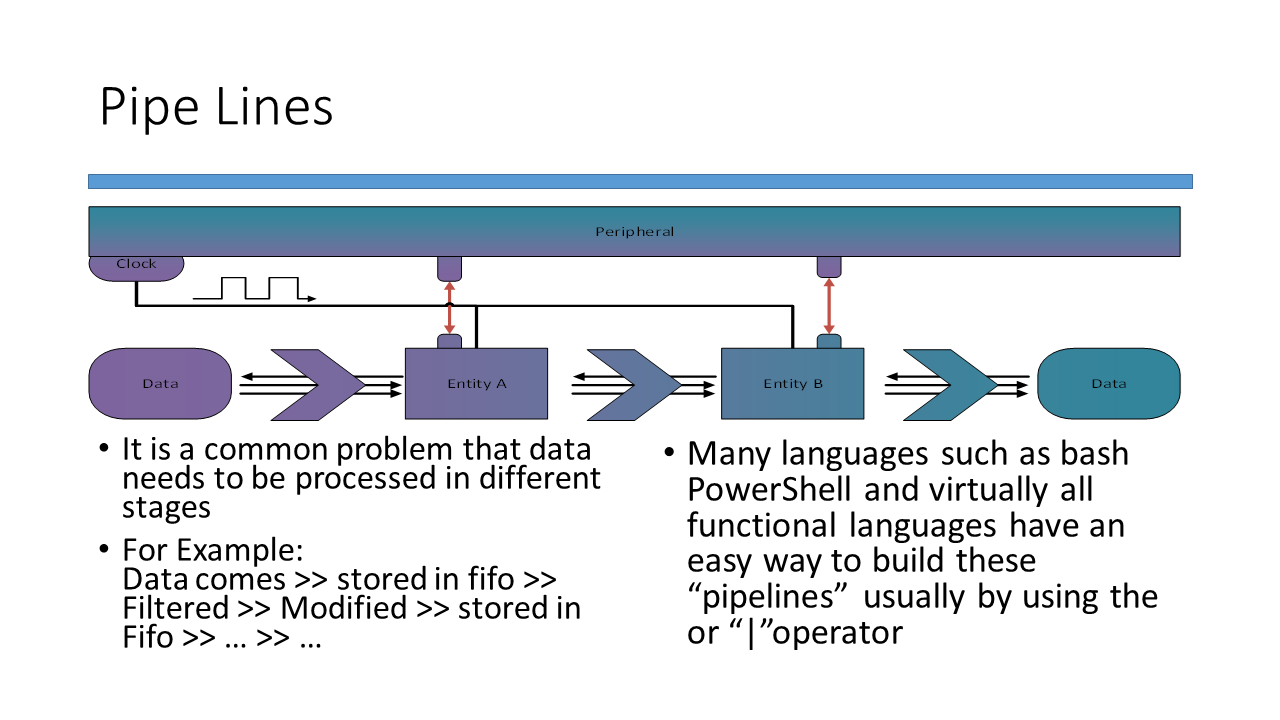 Pipe Lines
Peripheral
Clock
Data
Entity A
Entity B
Data
• It is a common problem that data
needs to be processed in different
stages
• For Example:
Data comes >> stored in fifo >>
Filtered >> Modified >> stored in
Fifo >> … >> …
• Many languages such as bash
PowerShell and virtually all
functional languages have an
easy way to build these
“pipelines” usually by using the
or “|”operator